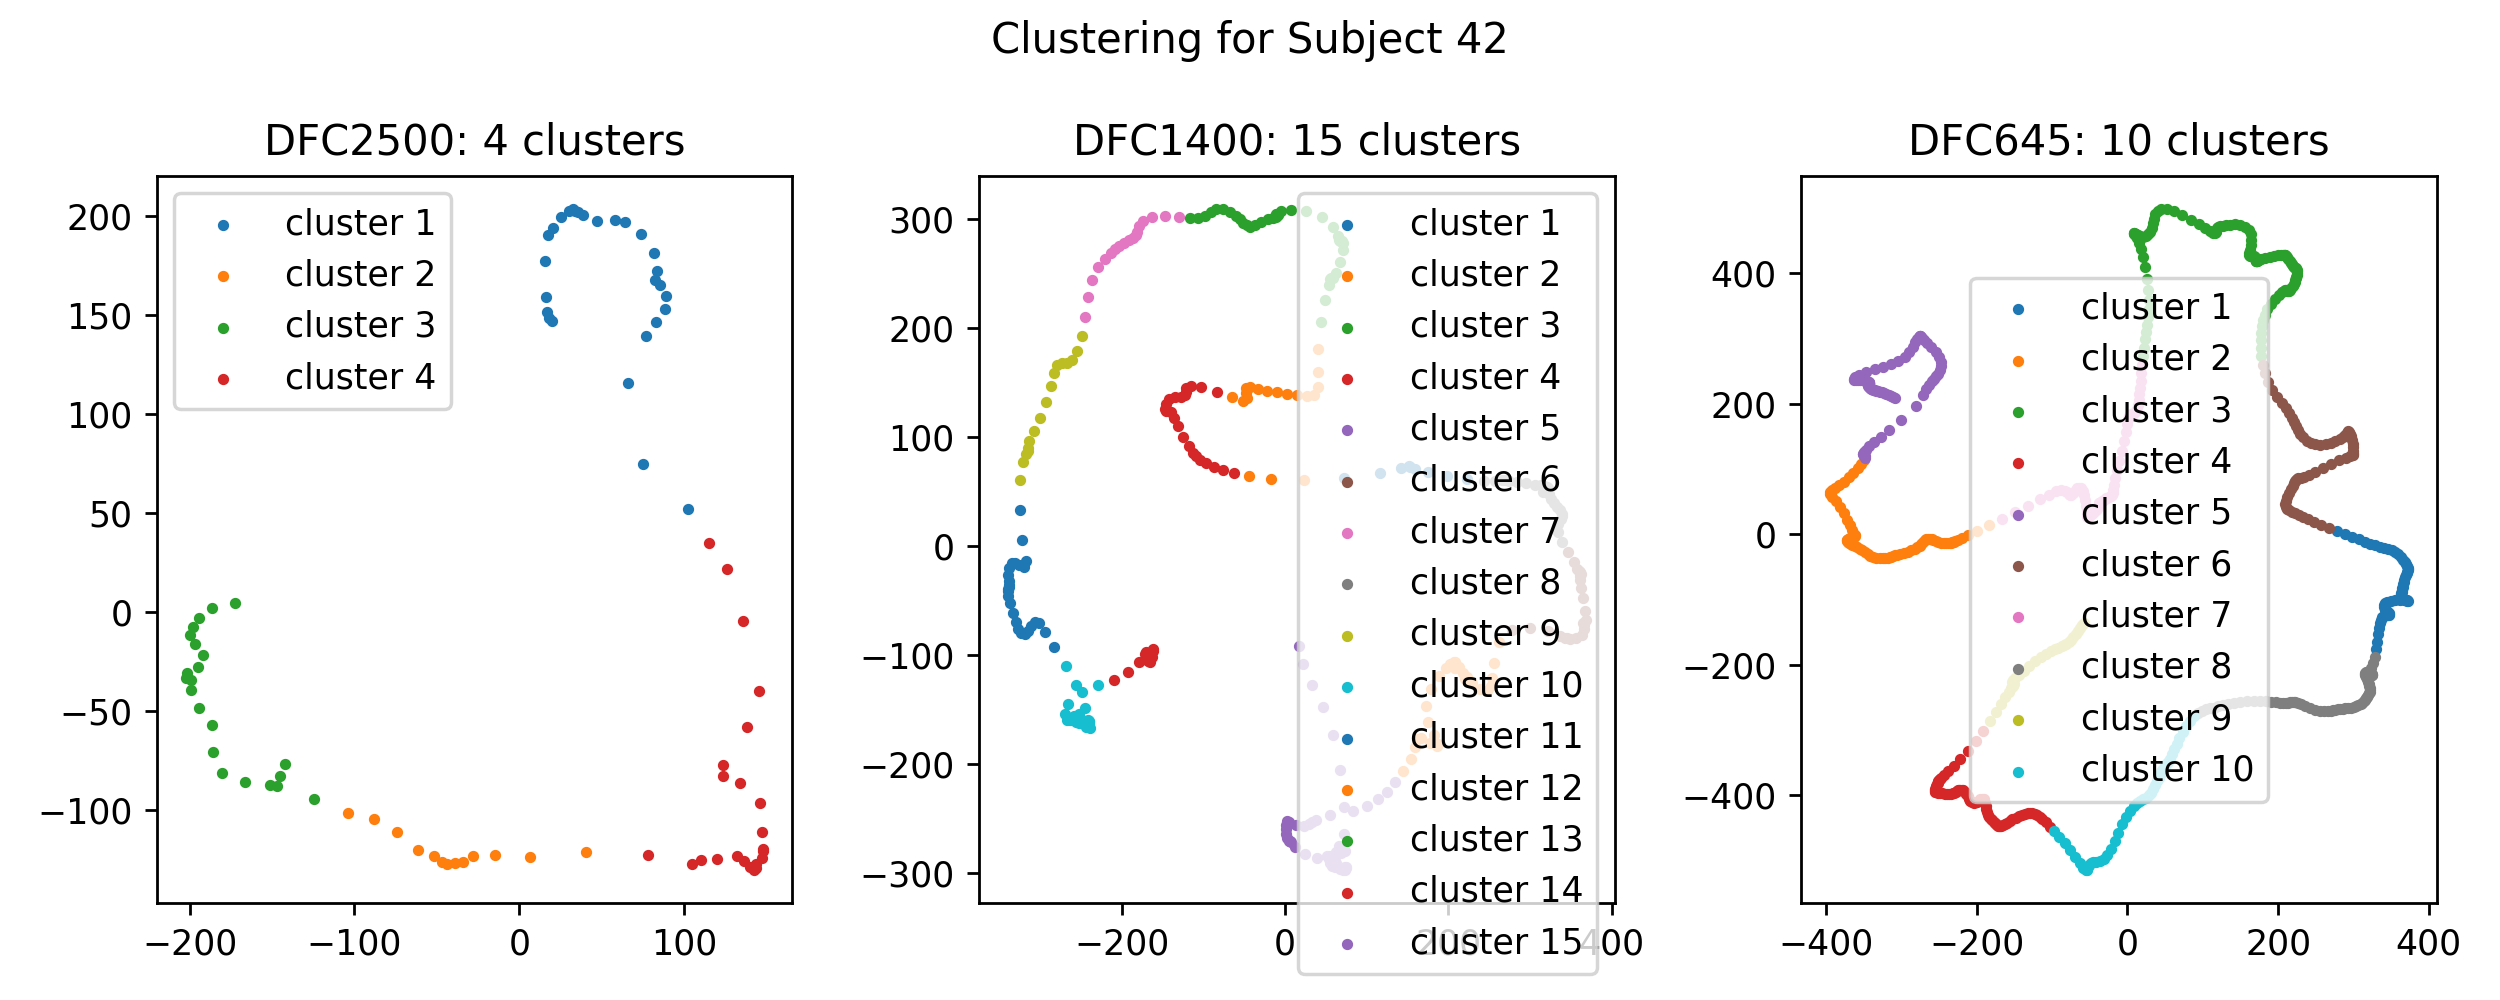 Clustering for Subject 42
DFC2500: 4 clusters
200
150
100
50
0
−50
−100
−200
−100
0
100
cluster 1
cluster 2
cluster 3
cluster 4
DFC1400: 15 clusters
300
200
100
0
−100
−200
−300
−200
0
200
400
cluster 1
cluster 2
cluster 3
cluster 4
cluster 5
cluster 6
cluster 7
cluster 8
cluster 9
cluster 10
cluster 11
cluster 12
cluster 13
cluster 14
cluster 15
DFC645: 10 clusters
400
200
0
−200
−400
−400
−200
0
200
400
cluster 1
cluster 2
cluster 3
cluster 4
cluster 5
cluster 6
cluster 7
cluster 8
cluster 9
cluster 10